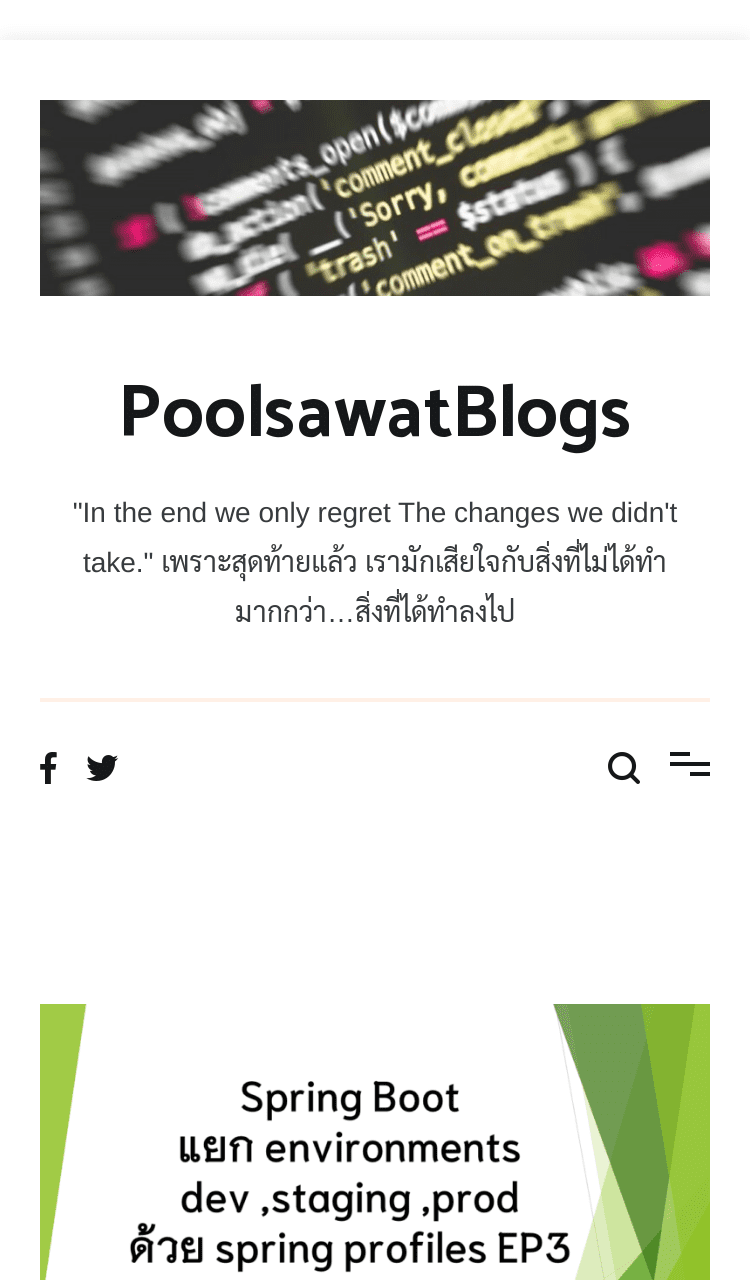 comments_open($com
_action('comment_closed'
_die( __('Sorry, comments are
'trash' = $status ) {
('comment_on_trash',
PoolsawatBlogs
"In the end we only regret The changes we didn't
take." เพราะสุดท้ายแล้ว เรามักเสียใจกับสิ่งที่ไม่ได้ทำ
มากกว่า…สิ่งที่ได้ทำลงไป
Spring Boot
แยก environments
dev ,staging ,prod
ด้วย spring profiles EP3